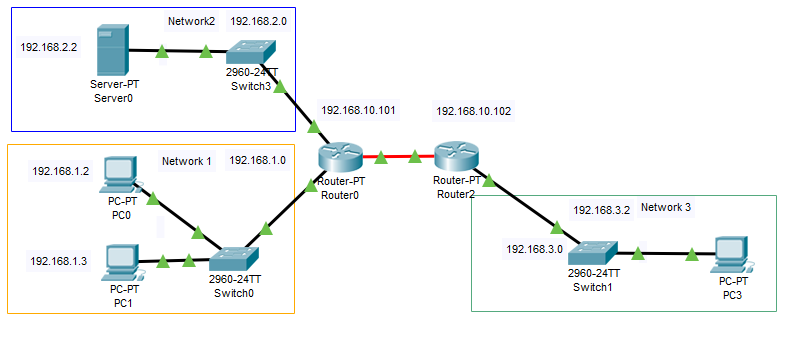 Network2
192.168.2.0
192.168.2.2
Server-PT
Server0
2960-24TT
Switch3
192.168.10.101
192.168.10.102
Network 1
192.168.1.0
192.168.1.2
PC-PT
PC0
Router-PT
Router0
Router-PT
Router2
192.168.1.3
PC-PT
PC1
2960-24TT
Switch0
192.168.3.2
Network 3
192.168.3.0
2960-24TT
Switch1
PC-PT
PC3